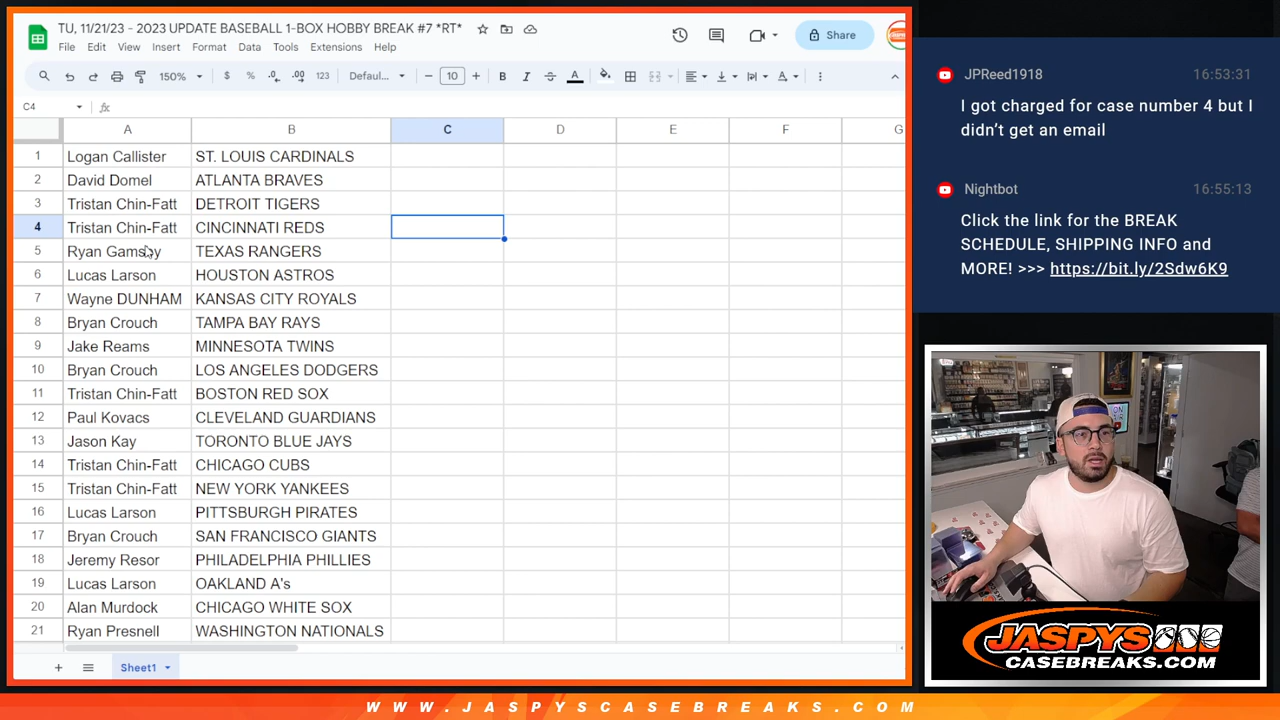 TU, 11/21/23 - 2023 UPDATE BASEBALL 1-BOX HOBBY BREAK #7 *RT*
File Edit View Insert Format Data Tools Extensions Help
Share
150% $ % .0 .00 123 Defaul... 10 B I A
C4 fx
A B C D E F G
1 Logan Callister ST. LOUIS CARDINALS
2 David Domel ATLANTA BRAVES
3 Tristan Chin-Fatt DETROIT TIGERS
4 Tristan Chin-Fatt CINCINNATI REDS
5 Ryan Gamsby TEXAS RANGERS
6 Lucas Larson HOUSTON ASTROS
7 Wayne DUNHAM KANSAS CITY ROYALS
8 Bryan Crouch TAMPA BAY RAYS
9 Jake Reams MINNESOTA TWINS
10 Bryan Crouch LOS ANGELES DODGERS
11 Tristan Chin-Fatt BOSTON RED SOX
12 Paul Kovacs CLEVELAND GUARDIANS
13 Jason Kay TORONTO BLUE JAYS
14 Tristan Chin-Fatt CHICAGO CUBS
15 Tristan Chin-Fatt NEW YORK YANKEES
16 Lucas Larson PITTSBURGH PIRATES
17 Bryan Crouch SAN FRANCISCO GIANTS
18 Jeremy Resor PHILADELPHIA PHILLIES
19 Lucas Larson OAKLAND A's
20 Alan Murdock CHICAGO WHITE SOX
21 Ryan Presnell WASHINGTON NATIONALS
Sheet1
JPReed1918 16:53:31
I got charged for case number 4 but I
didn't get an email
Nightbot 16:55:13
Click the link for the BREAK
SCHEDULE, SHIPPING INFO and
MORE! >>> https://bit.ly/2Sdw6K9
JASPYS
CASEBREAKS.COM
WWW.JASPYSCASEBREAKS.COM